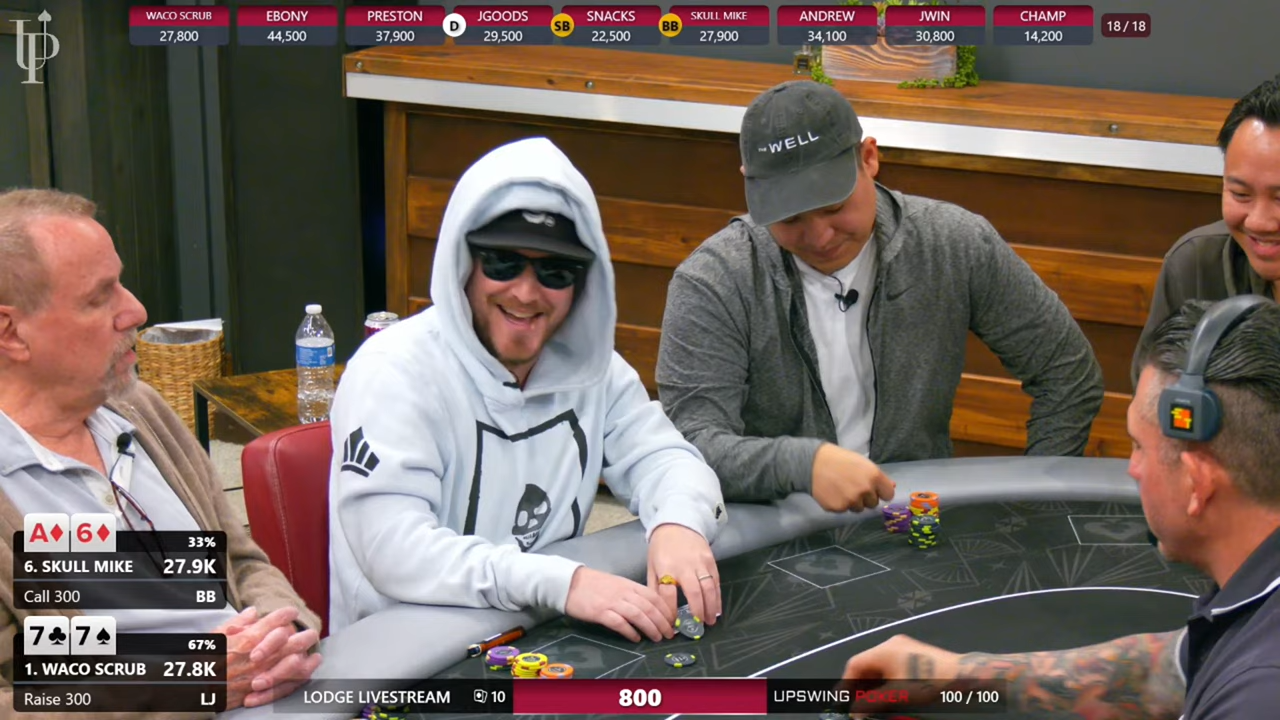 WACO SCRUB
27,800
EBONY
44,500
PRESTON
37,900
D
JGOODS
29,500
SB
SNACKS
22,500
BB
SKULL MIKE
27,900
ANDREW
34,100
JWIN
30,800
CHAMP
14,200
18 / 18
UP
THE WELL
A♦ 6♦
33%
6. SKULL MIKE 27.9K
Call 300 BB
7♣ 7♠
67%
1. WACO SCRUB 27.8K
Raise 300 LJ
LODGE LIVESTREAM
10
800
UPSWING POKER
100 / 100